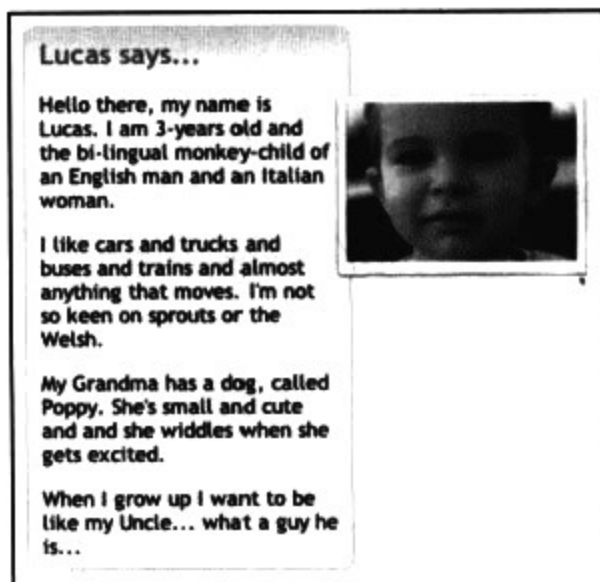 Lucas says...
Hello there, my name is
Lucas. I am 3-years old and
the bi-lingual monkey-child of
an English man and an Italian
woman.
I like cars and trucks and
buses and trains and almost
anything that moves. I'm not
so keen on sprouts or the
Welsh.
My Grandma has a dog, called
Poppy. She's small and cute
and and she widdles when she
gets excited.
When I grow up I want to be
like my Uncle... what a guy he
is...